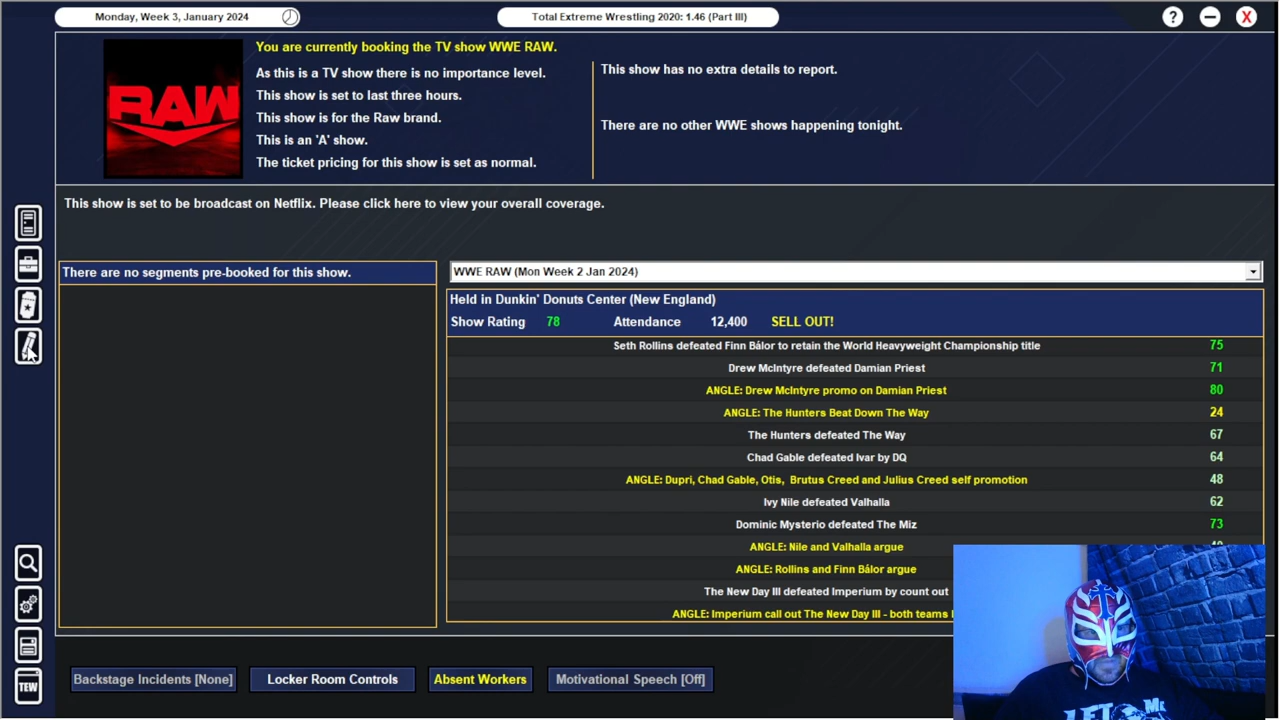 Monday, Week 3, January 2024
Total Extreme Wrestling 2020: 1.46 (Part III)
?
X
RAW
You are currently booking the TV show WWE RAW.
As this is a TV show there is no importance level.
This show is set to last three hours.
This show is for the Raw brand.
This is an 'A' show.
The ticket pricing for this show is set as normal.
This show has no extra details to report.
There are no other WWE shows happening tonight.
This show is set to be broadcast on Netflix. Please click here to view your overall coverage.
There are no segments pre-booked for this show.
WWE RAW (Mon Week 2 Jan 2024)
Held in Dunkin' Donuts Center (New England)
Show Rating 78 Attendance 12,400 SELL OUT!
Seth Rollins defeated Finn Bálor to retain the World Heavyweight Championship title 75
Drew McIntyre defeated Damian Priest 71
ANGLE: Drew McIntyre promo on Damian Priest 80
ANGLE: The Hunters Beat Down The Way 24
The Hunters defeated The Way 67
Chad Gable defeated Ivar by DQ 64
ANGLE: Dupri, Chad Gable, Otis, Brutus Creed and Julius Creed self promotion 48
Ivy Nile defeated Valhalla 62
Dominic Mysterio defeated The Miz 73
ANGLE: Nile and Valhalla argue
ANGLE: Rollins and Finn Bálor argue
The New Day III defeated Imperium by count out
ANGLE: Imperium call out The New Day III - both teams
TEW
Backstage Incidents [None]
Locker Room Controls
Absent Workers
Motivational Speech [Off]
LET